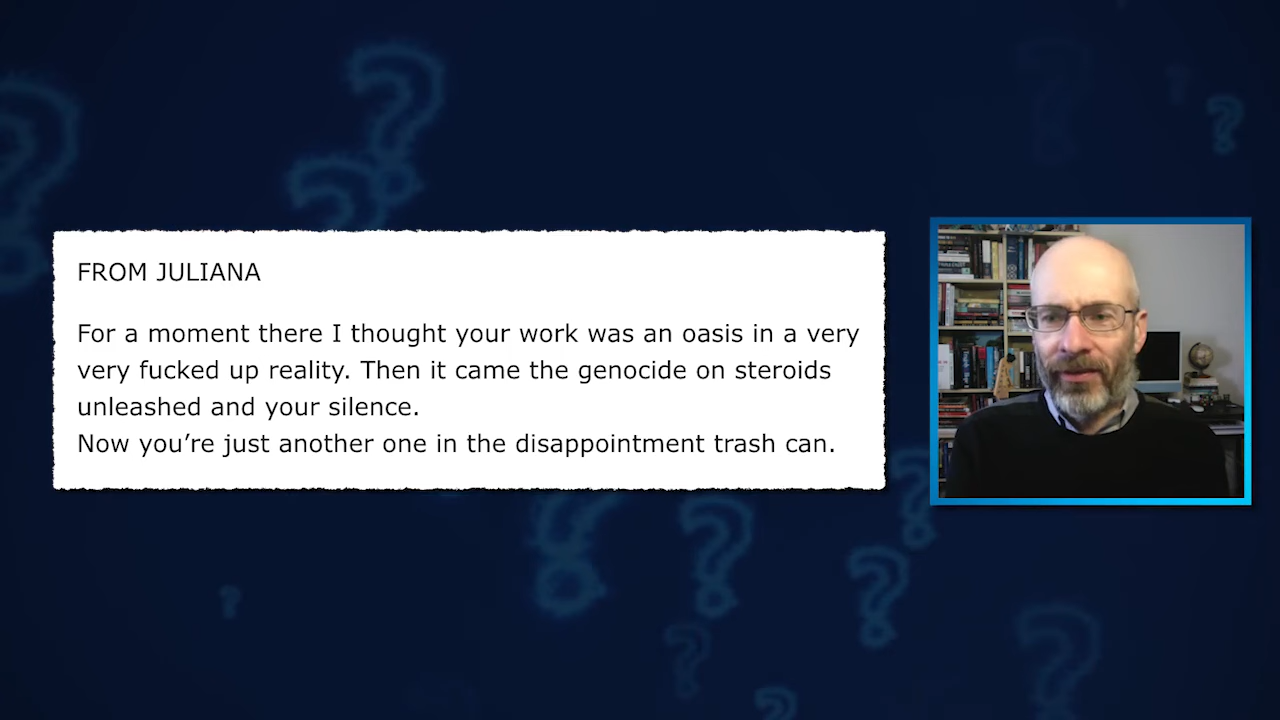 FROM JULIANA
For a moment there I thought your work was an oasis in a very
very fucked up reality. Then it came the genocide on steroids
unleashed and your silence.
Now you’re just another one in the disappointment trash can.